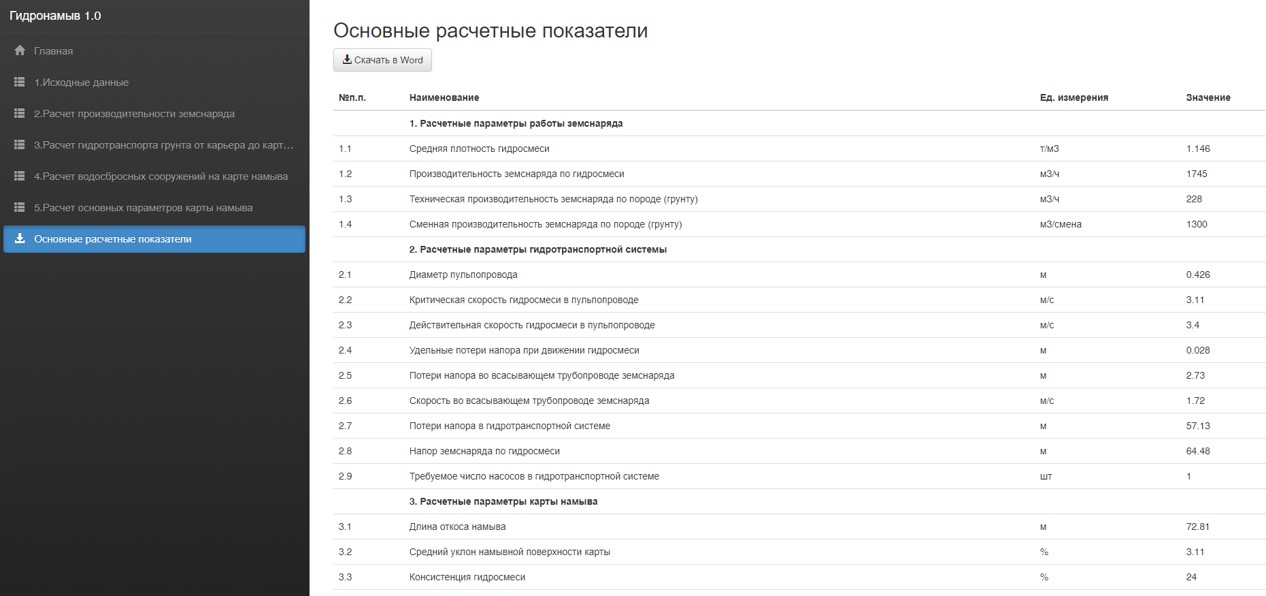 Гидронамыв 1.0
Главная
1.Исходные данные
2.Расчет производительности земснаряда
3.Расчет гидротранспорта грунта от карьера до карт...
4.Расчет водосбросных сооружений на карте намыва
5.Расчет основных параметров карты намыва
Основные расчетные показатели
Основные расчетные показатели
Скачать в Word
№п.п. Наименование Ед. измерения Значение
1. Расчетные параметры работы земснаряда
1.1 Средняя плотность гидросмеси т/м3 1.146
1.2 Производительность земснаряда по гидросмеси м3/ч 1745
1.3 Техническая производительность земснаряда по породе (грунту) м3/ч 228
1.4 Сменная производительность земснаряда по породе (грунту) м3/смена 1300
2. Расчетные параметры гидротранспортной системы
2.1 Диаметр пульпопровода м 0.426
2.2 Критическая скорость гидросмеси в пульпопроводе м/с 3.11
2.3 Действительная скорость гидросмеси в пульпопроводе м/с 3.4
2.4 Удельные потери напора при движении гидросмеси м 0.028
2.5 Потери напора во всасывающем трубопроводе земснаряда м 2.73
2.6 Скорость во всасывающем трубопроводе земснаряда м/с 1.72
2.7 Потери напора в гидротранспортной системе м 57.13
2.8 Напор земснаряда по гидросмеси м 64.48
2.9 Требуемое число насосов в гидротранспортной системе шт 1
3. Расчетные параметры карты намыва
3.1 Длина откоса намыва м 72.81
3.2 Средний уклон намывной поверхности карты % 3.11
3.3 Консистенция гидросмеси % 24